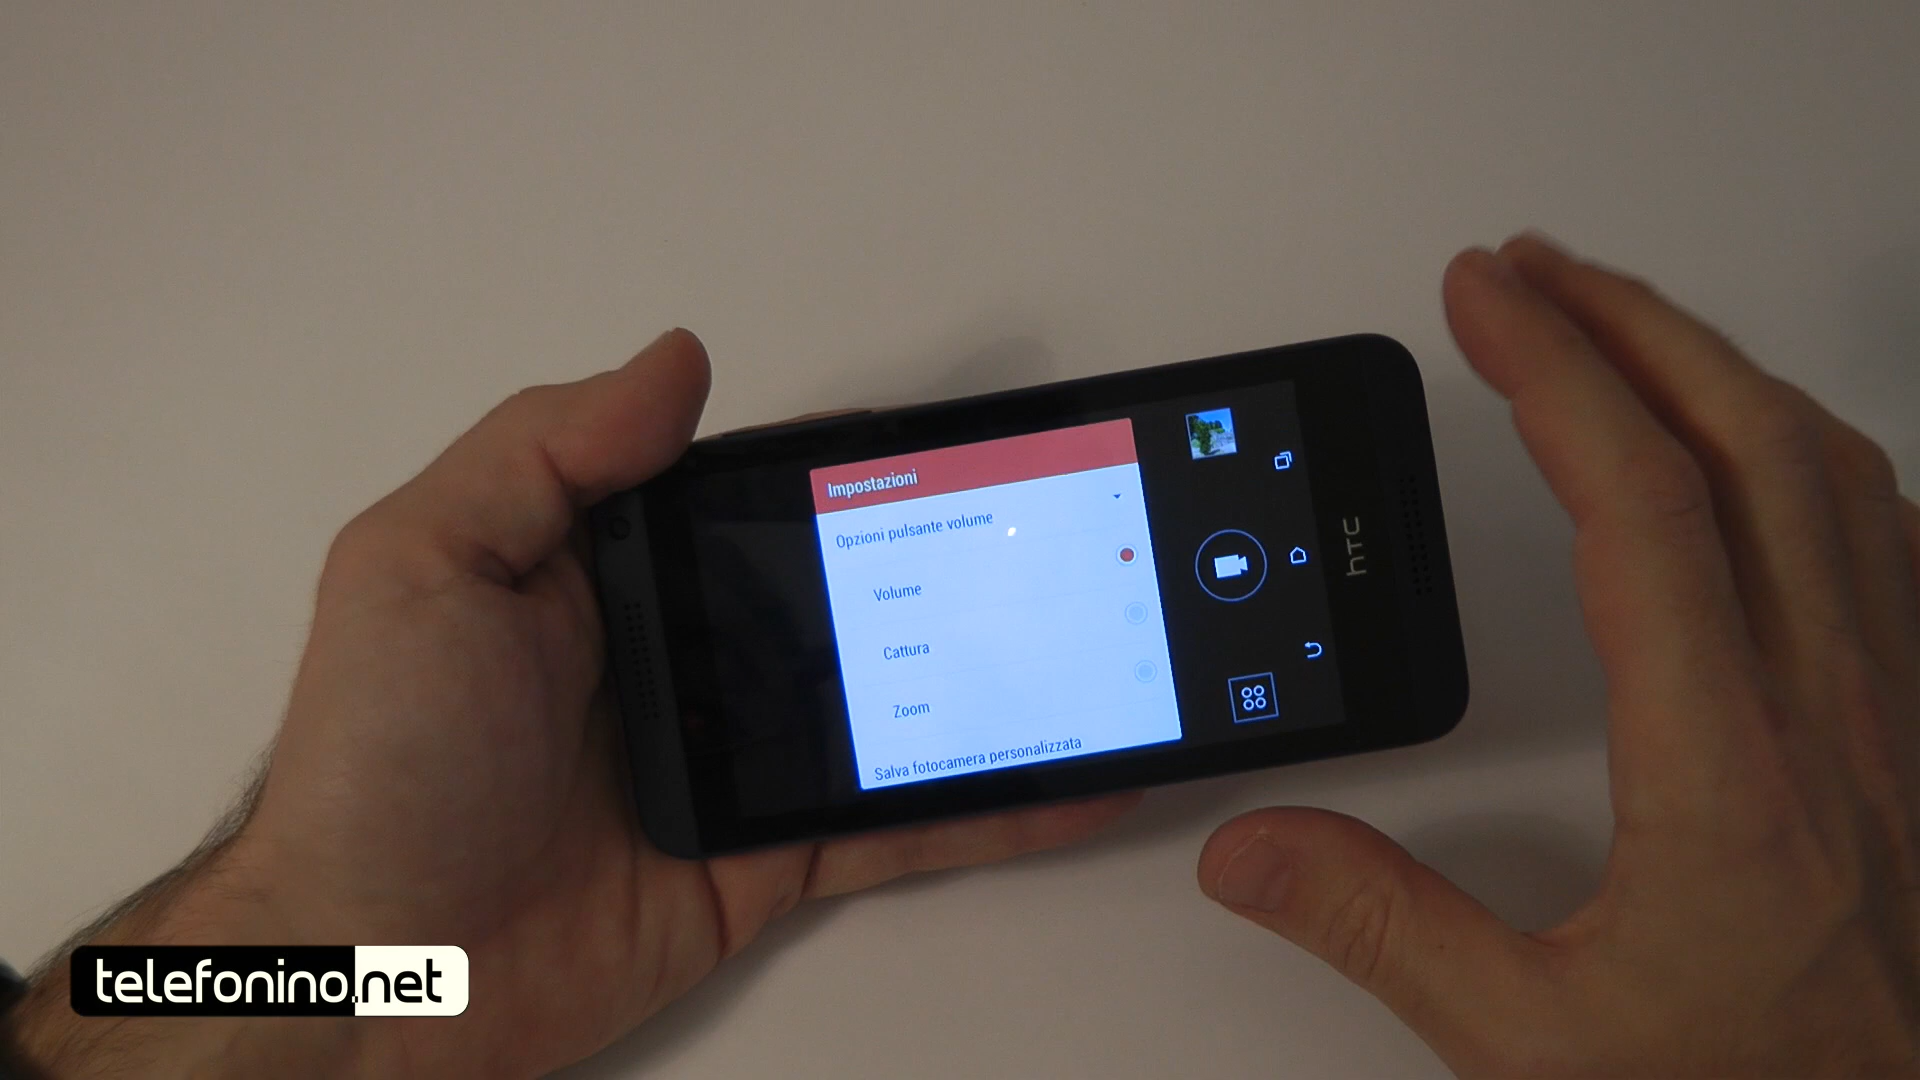 Impostazioni
Opzioni pulsante volume
Volume
Cattura
Zoom
Salva fotocamera personalizzata
hTC
telefonino.net